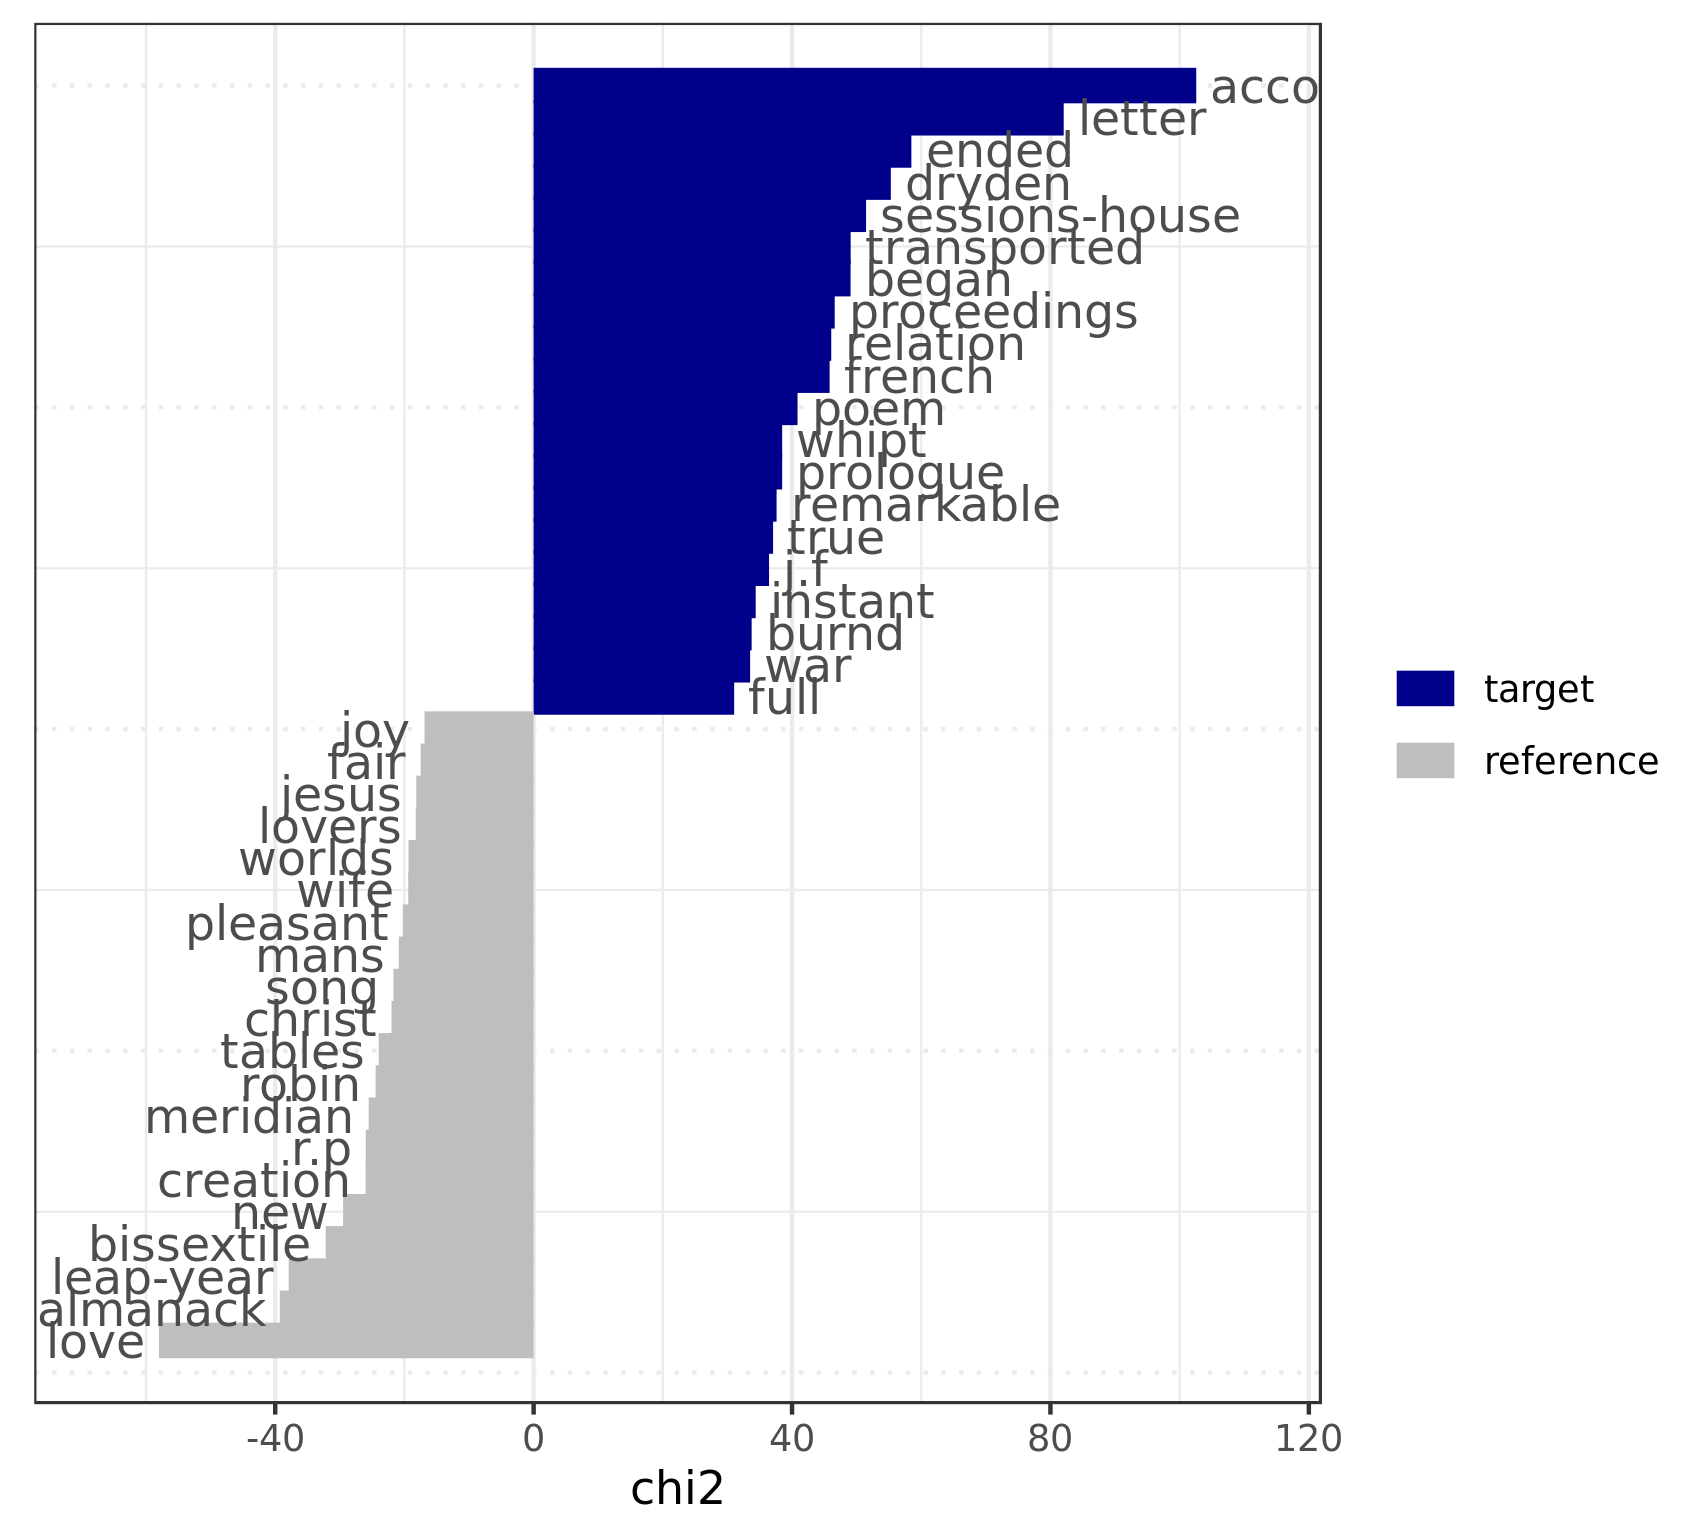 acco
letter
ended
dryden
sessions-house
transported
began
proceedings
relation
french
poem
whipt
prologue
remarkable
true
j.f
instant
burnd
war
full
joy
fair
jesus
lovers
worlds
wife
pleasant
mans
song
christ
tables
robin
meridian
r.p
creation
new
bissextile
leap-year
almanack
love
-40 0 40 80 120
chi2
target
reference